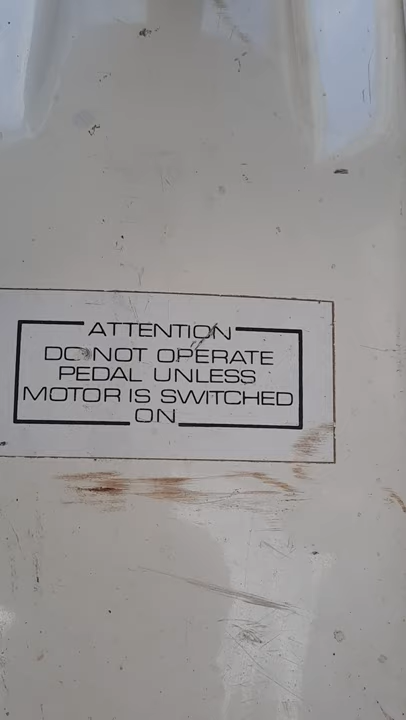 ATTENTION
DO NOT OPERATE
PEDAL UNLESS
MOTOR IS SWITCHED
ON